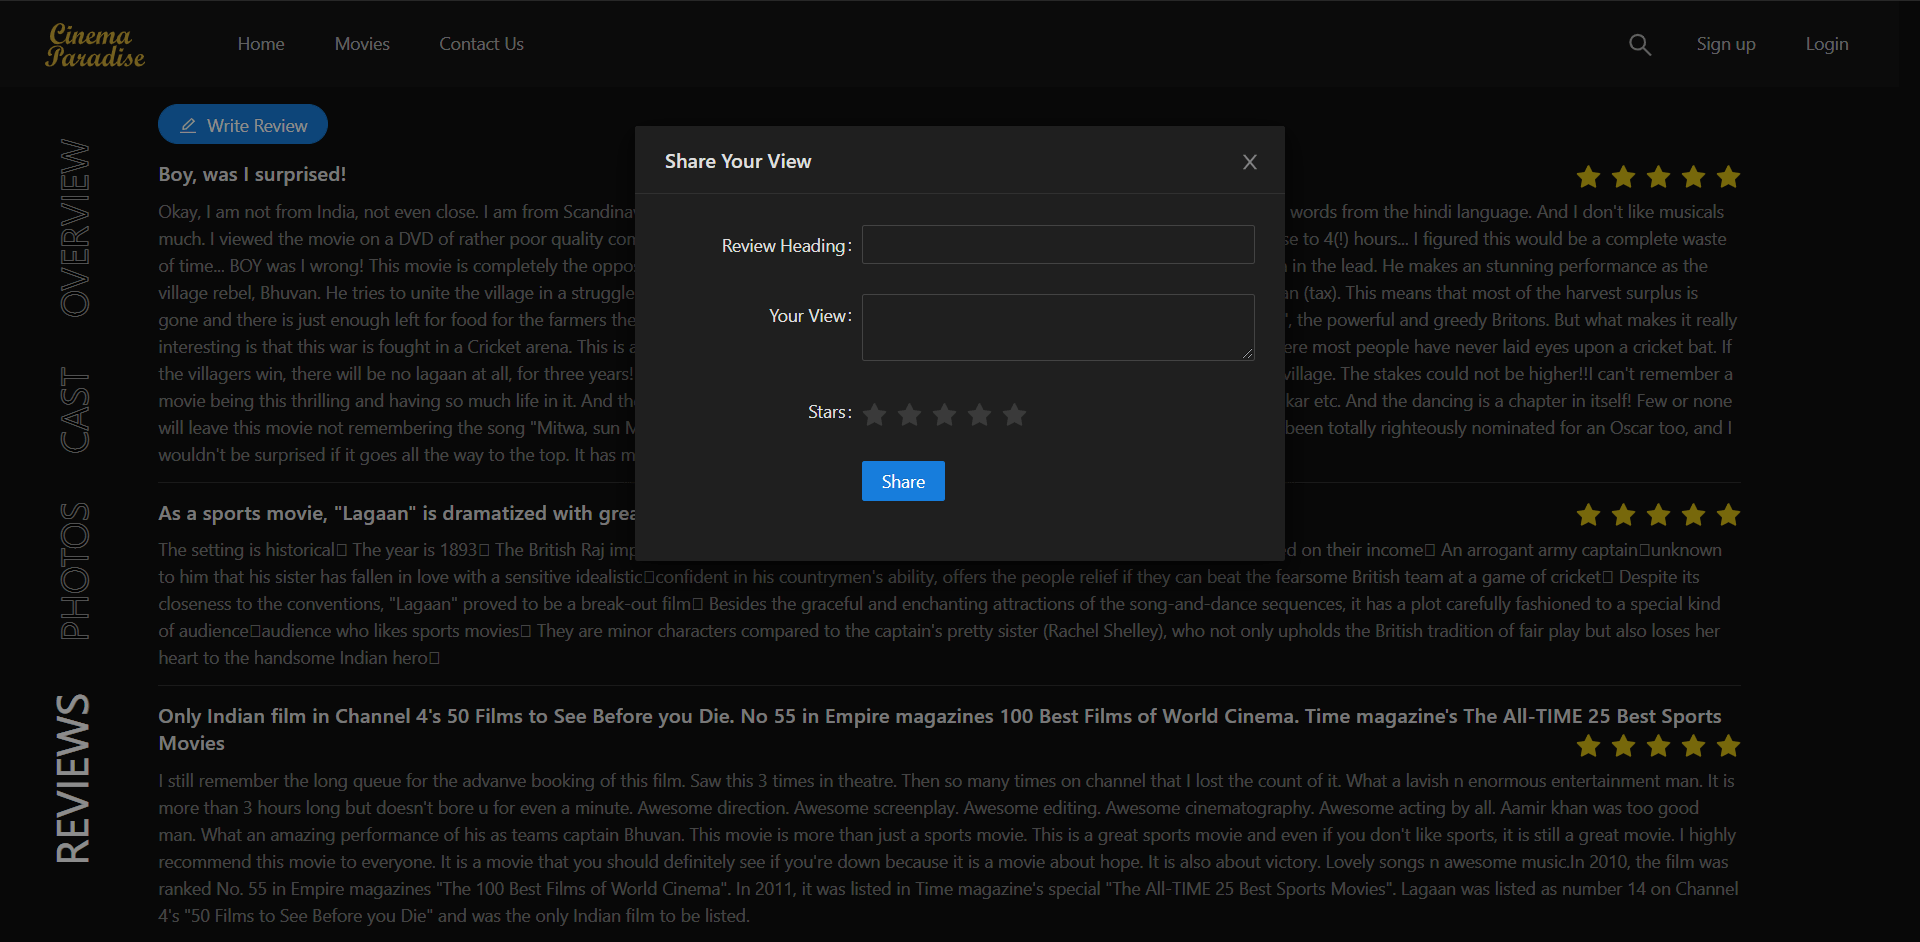 Cinema
Paradise
Home
Movies
Contact Us
Sign up
Login
OVERVIEW
CAST
PHOTOS
REVIEWS
Write Review
Share Your View
Review Heading:
Your View:
Stars:
Share
Boy, was I surprised!
Okay, I am not from India, not even close. I am from words from the hindi language. And I don't like musicals
much. I viewed the movie on a DVD of rather poor quality to 4(!) hours... I figured this would be a complete waste
of time... BOY was I wrong! This movie is completely the in the lead. He makes an stunning performance as the
village rebel, Bhuvan. He tries to unite the village in a struggle (tax). This means that most of the harvest surplus is
gone and there is just enough left for food for the farmers , the powerful and greedy Britons. But what makes it really
interesting is that this war is fought in a Cricket arena. This is most people have never laid eyes upon a cricket bat. If
the villagers win, there will be no lagaan at all, for three years! village. The stakes could not be higher!!I can't remember a
movie being this thrilling and having so much life in it. And etc. And the dancing is a chapter in itself! Few or none
will leave this movie not remembering the song "Mitwa, sun been totally righteously nominated for an Oscar too, and I
wouldn't be surprised if it goes all the way to the top. It has
As a sports movie, "Lagaan" is dramatized with
The setting is historical The year is 1893 The British Raj on their income An arrogant army captain unknown
to him that his sister has fallen in love with a sensitive idealistic confident in his countrymen's ability, offers the people relief if they can beat the fearsome British team at a game of cricket Despite its
closeness to the conventions, "Lagaan" proved to be a break-out film Besides the graceful and enchanting attractions of the song-and-dance sequences, it has a plot carefully fashioned to a special kind
of audience audience who likes sports movies They are minor characters compared to the captain's pretty sister (Rachel Shelley), who not only upholds the British tradition of fair play but also loses her
heart to the handsome Indian hero
Only Indian film in Channel 4's 50 Films to See Before you Die. No 55 in Empire magazines 100 Best Films of World Cinema. Time magazine's The All-TIME 25 Best Sports
Movies
I still remember the long queue for the advanve booking of this film. Saw this 3 times in theatre. Then so many times on channel that I lost the count of it. What a lavish n enormous entertainment man. It is
more than 3 hours long but doesn't bore u for even a minute. Awesome direction. Awesome screenplay. Awesome editing. Awesome cinematography. Awesome acting by all. Aamir khan was too good
man. What an amazing performance of his as teams captain Bhuvan. This movie is more than just a sports movie. This is a great sports movie and even if you don't like sports, it is still a great movie. I highly
recommend this movie to everyone. It is a movie that you should definitely see if you're down because it is a movie about hope. It is also about victory. Lovely songs n awesome music.In 2010, the film was
ranked No. 55 in Empire magazines "The 100 Best Films of World Cinema". In 2011, it was listed in Time magazine's special "The All-TIME 25 Best Sports Movies". Lagaan was listed as number 14 on Channel
4's "50 Films to See Before you Die" and was the only Indian film to be listed.